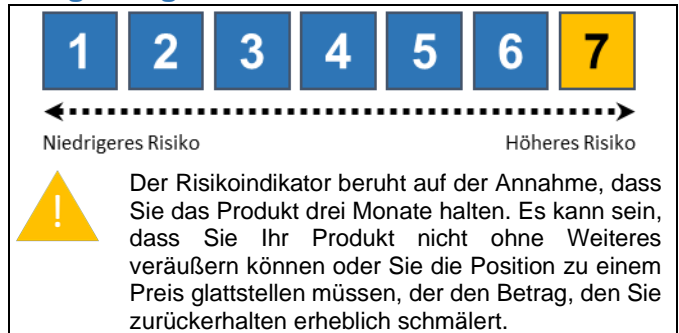 1 2 3 4 5 6 7
Niedrigeres Risiko Höheres Risiko
Der Risikoindikator beruht auf der Annahme, dass
! Sie das Produkt drei Monate halten. Es kann sein,
dass Sie Ihr Produkt nicht ohne Weiteres
veräußern können oder Sie die Position zu einem
Preis glattstellen müssen, der den Betrag, den Sie
zurückerhalten erheblich schmälert.